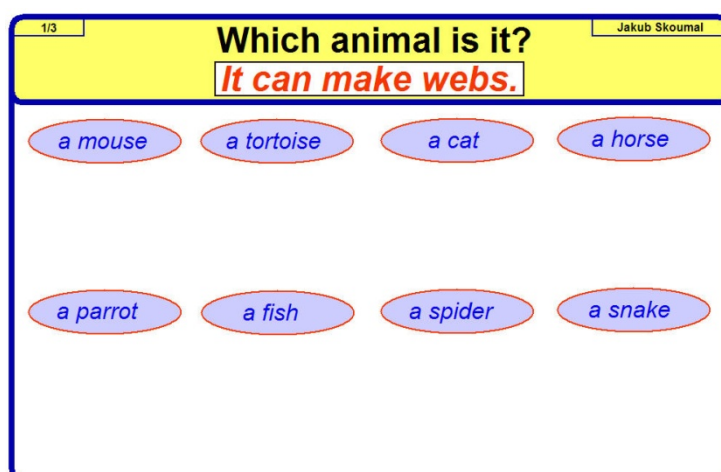 1/3
Jakub Skoumal
Which animal is it?
It can make webs.
a mouse
a tortoise
a cat
a horse
a parrot
a fish
a spider
a snake